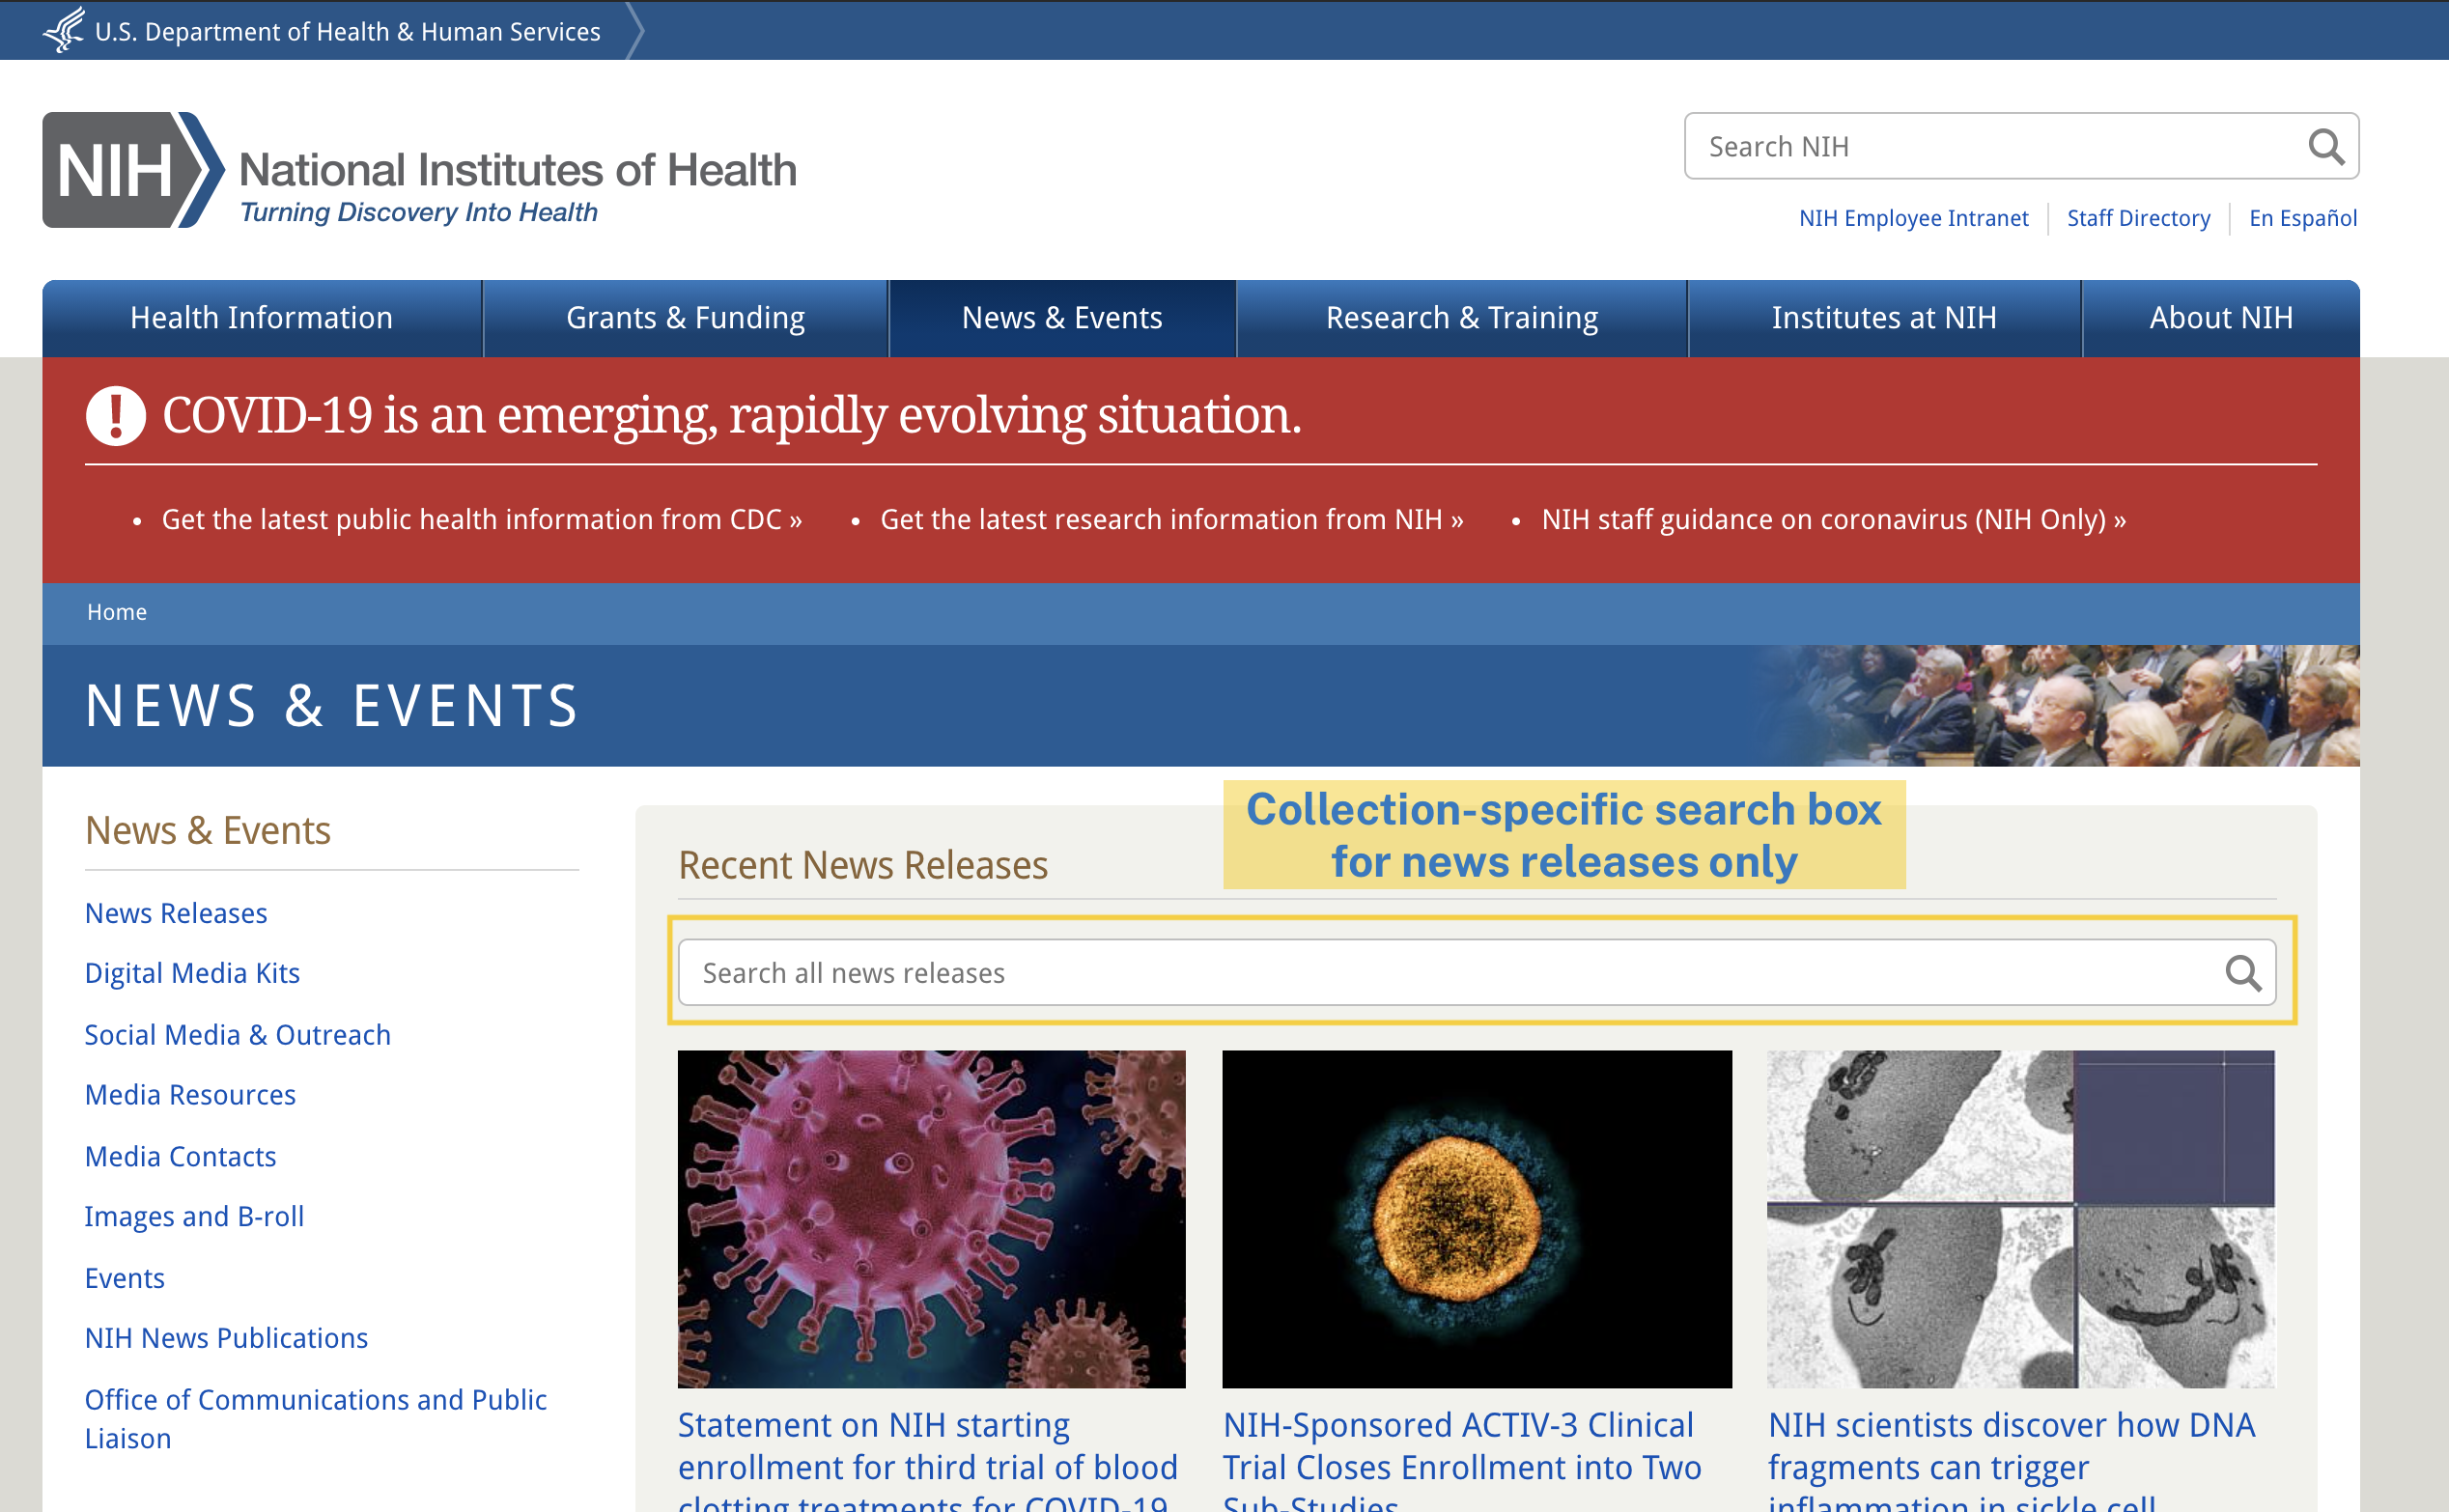 U.S. Department of Health & Human Services
NIH
National Institutes of Health
Turning Discovery Into Health
Search NIH
NIH Employee Intranet
Staff Directory
En Español
Health Information
Grants & Funding
News & Events
Research & Training
Institutes at NIH
About NIH
! COVID-19 is an emerging, rapidly evolving situation.
• Get the latest public health information from CDC »
• Get the latest research information from NIH »
• NIH staff guidance on coronavirus (NIH Only) »
Home
NEWS & EVENTS
News & Events
News Releases
Digital Media Kits
Social Media & Outreach
Media Resources
Media Contacts
Images and B-roll
Events
NIH News Publications
Office of Communications and Public
Liaison
Collection-specific search box
for news releases only
Recent News Releases
Search all news releases
Statement on NIH starting
enrollment for third trial of blood
clotting treatments for COVID-19
NIH-Sponsored ACTIV-3 Clinical
Trial Closes Enrollment into Two
Sub-Studies
NIH scientists discover how DNA
fragments can trigger
inflammation in sickle cell